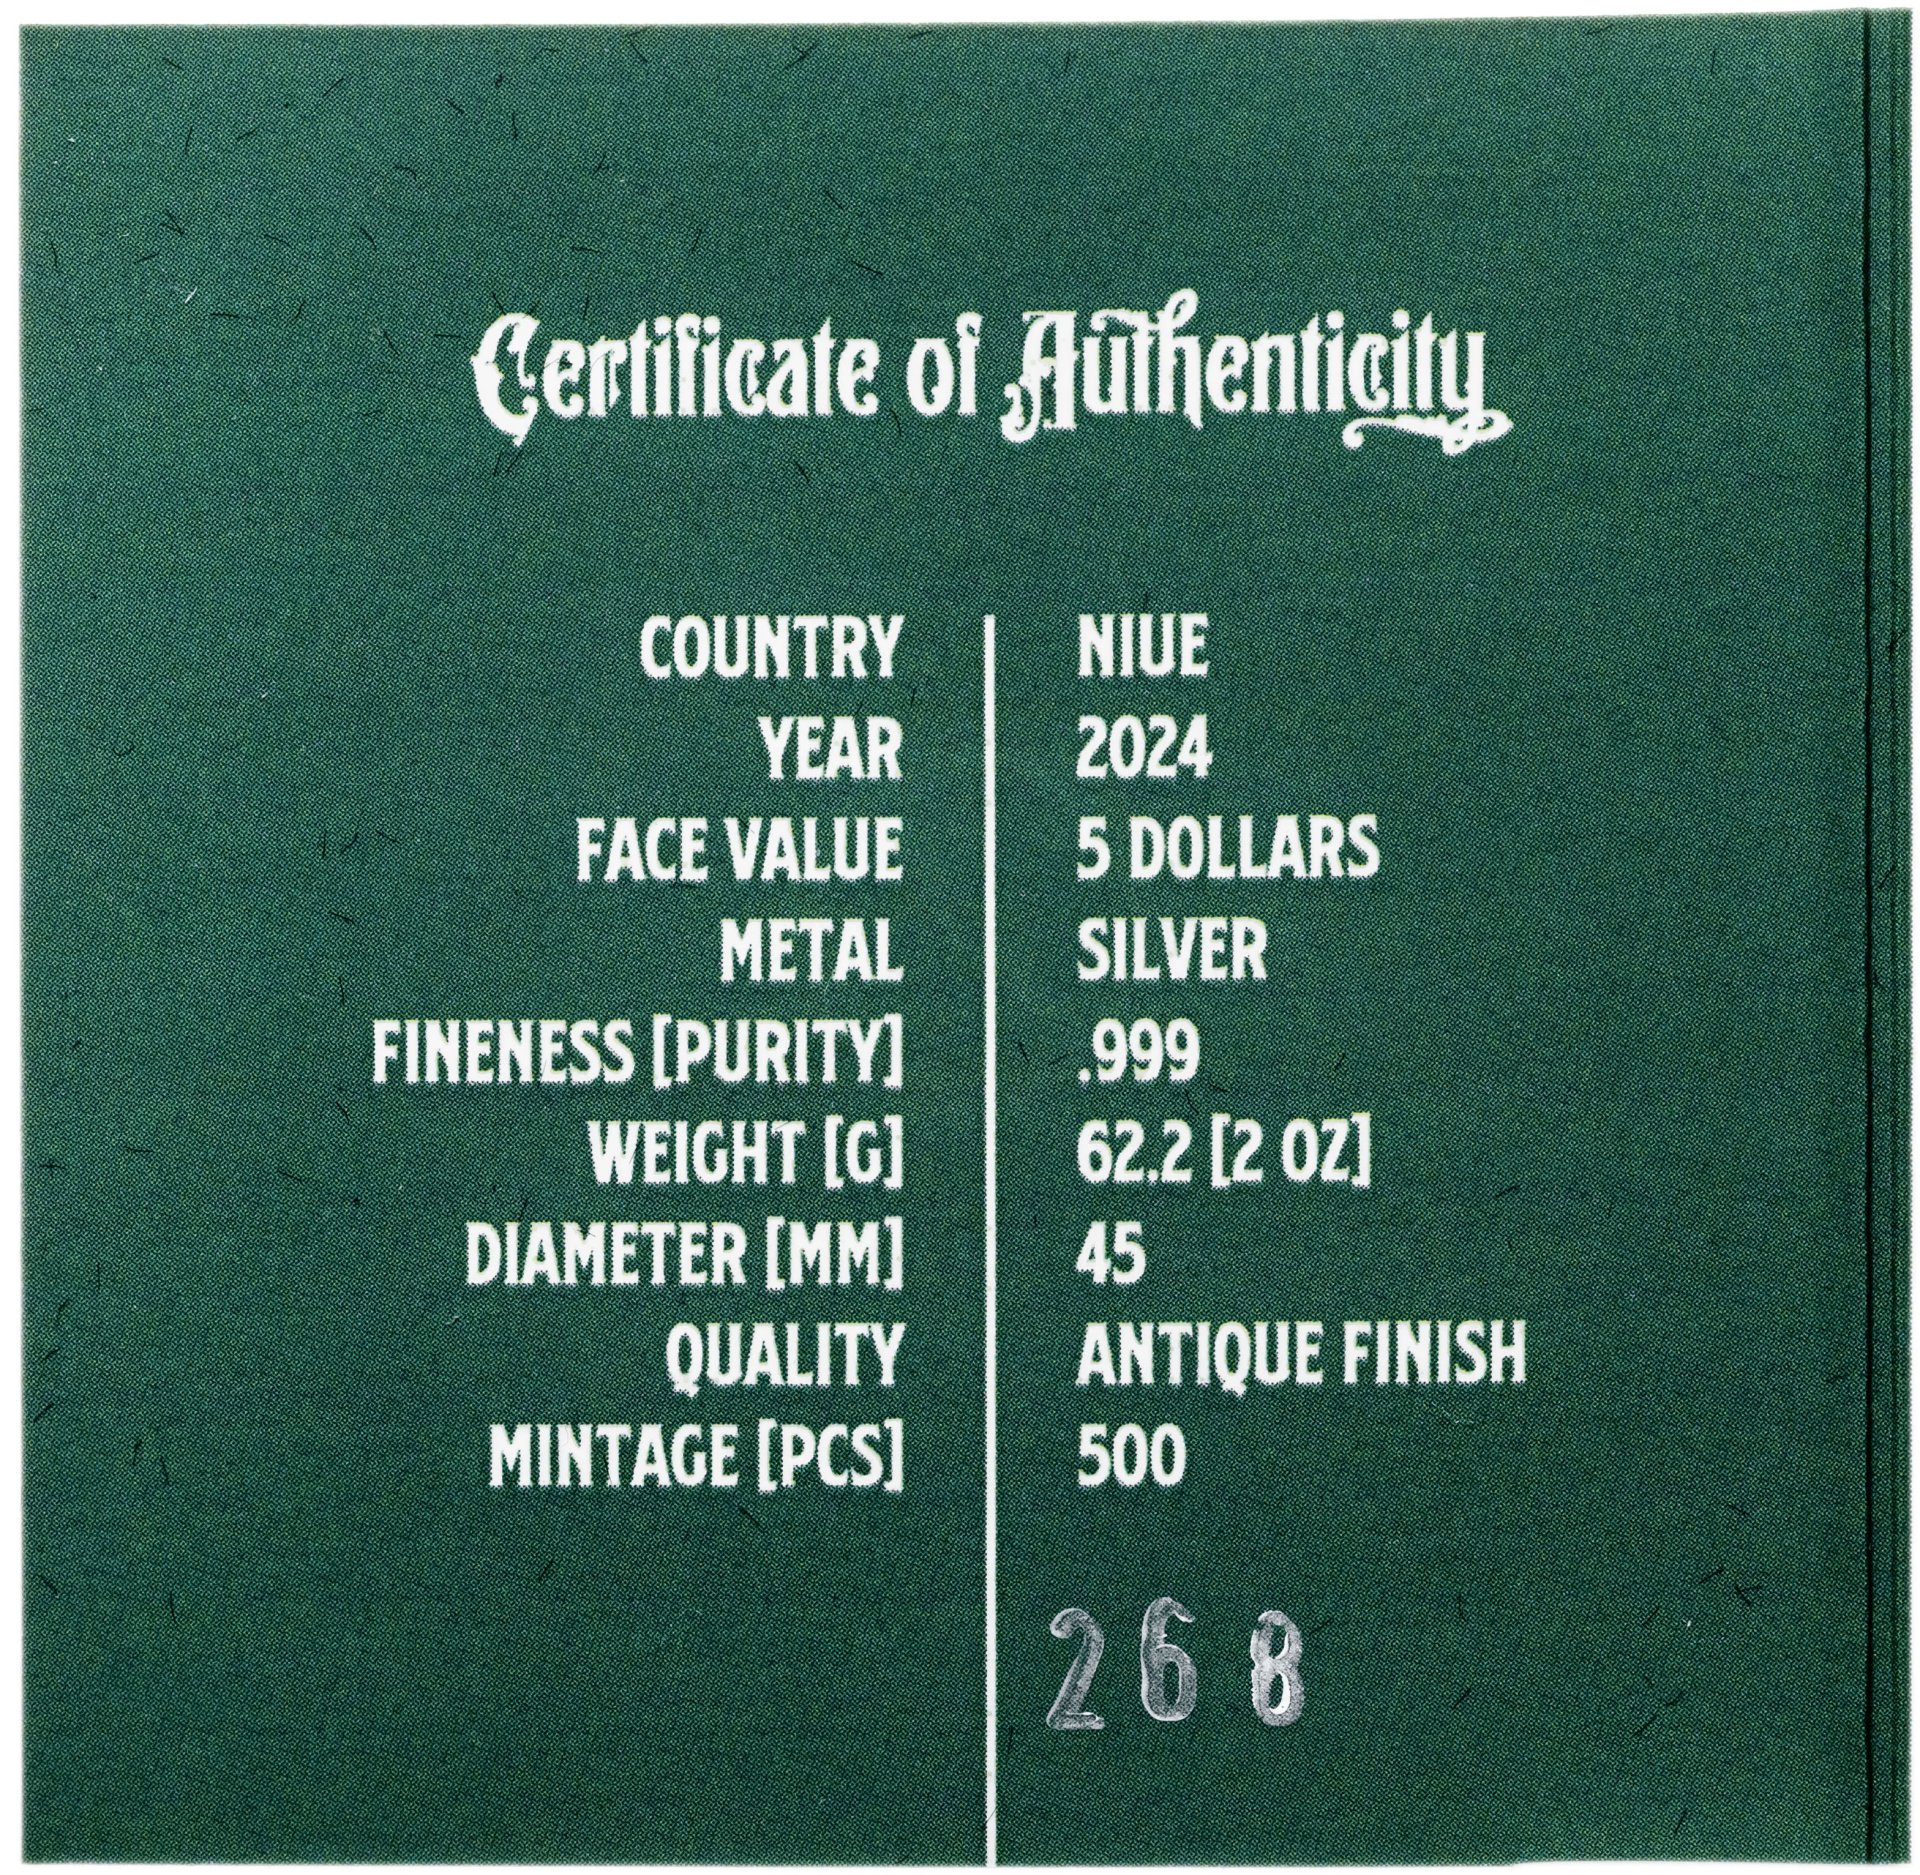 Certificate of Authenticity
COUNTRY NIUE
YEAR 2024
FACE VALUE 5 DOLLARS
METAL SILVER
FINENESS [PURITY] .999
WEIGHT [G] 62.2 [2 OZ]
DIAMETER [MM] 45
QUALITY ANTIQUE FINISH
MINTAGE [PCS] 500
268